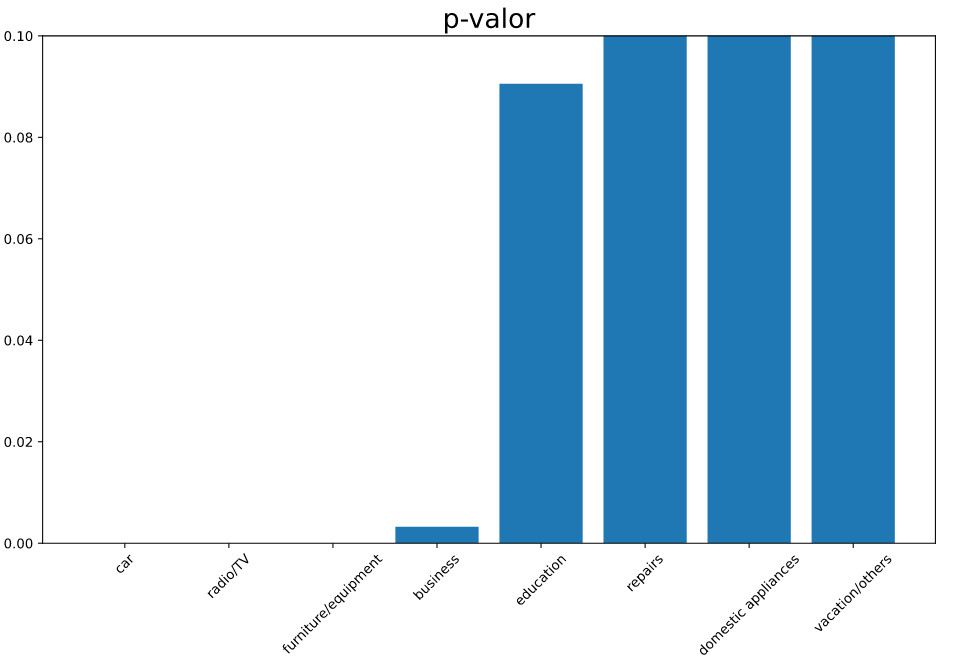 p-valor
0.10
0.08
0.06
0.04
0.02
0.00
car
radio/TV
furniture/equipment
business
education
repairs
domestic appliances
vacation/others